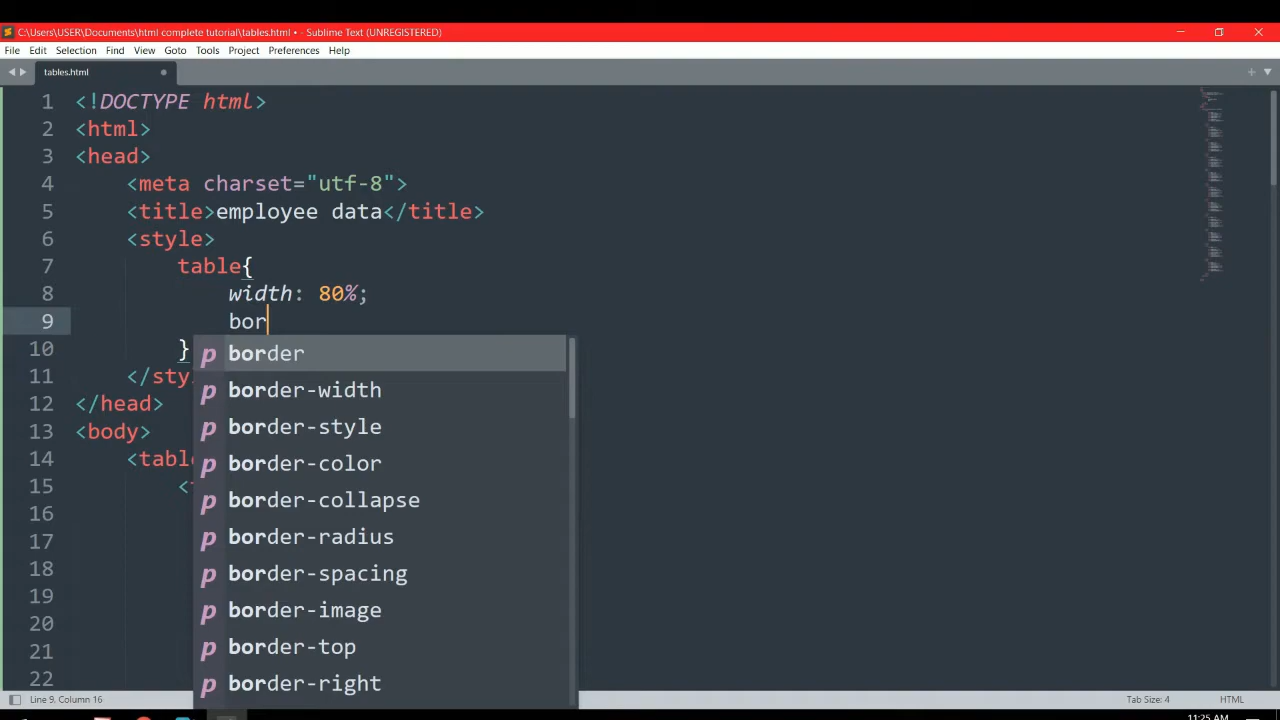 C:\Users\USER\Documents\html complete tutorial\tables.html • - Sublime Text (UNREGISTERED)
File Edit Selection Find View Goto Tools Project Preferences Help
tables.html
1 <!DOCTYPE html>
2 <html>
3 <head>
4 <meta charset="utf-8">
5 <title>employee data</title>
6 <style>
7 table{
8 width: 80%;
9 bor
10 }
p border
11 </sty
p border-width
12 </head>
13 <body>
p border-style
14 <table
p border-color
15 <
p border-collapse
16
17
p border-radius
18
p border-spacing
19
p border-image
20
21
p border-top
22
p border-right
Line 9, Column 16 Tab Size: 4 HTML
11:25 AM